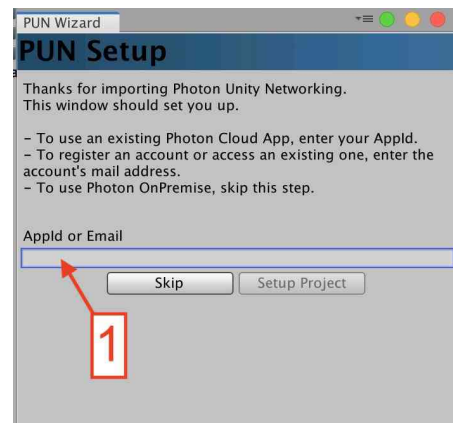 PUN Wizard
PUN Setup
Thanks for importing Photon Unity Networking.
This window should set you up.
– To use an existing Photon Cloud App, enter your AppId.
– To register an account or access an existing one, enter the
account's mail address.
– To use Photon OnPremise, skip this step.
AppId or Email
Skip
Setup Project
1